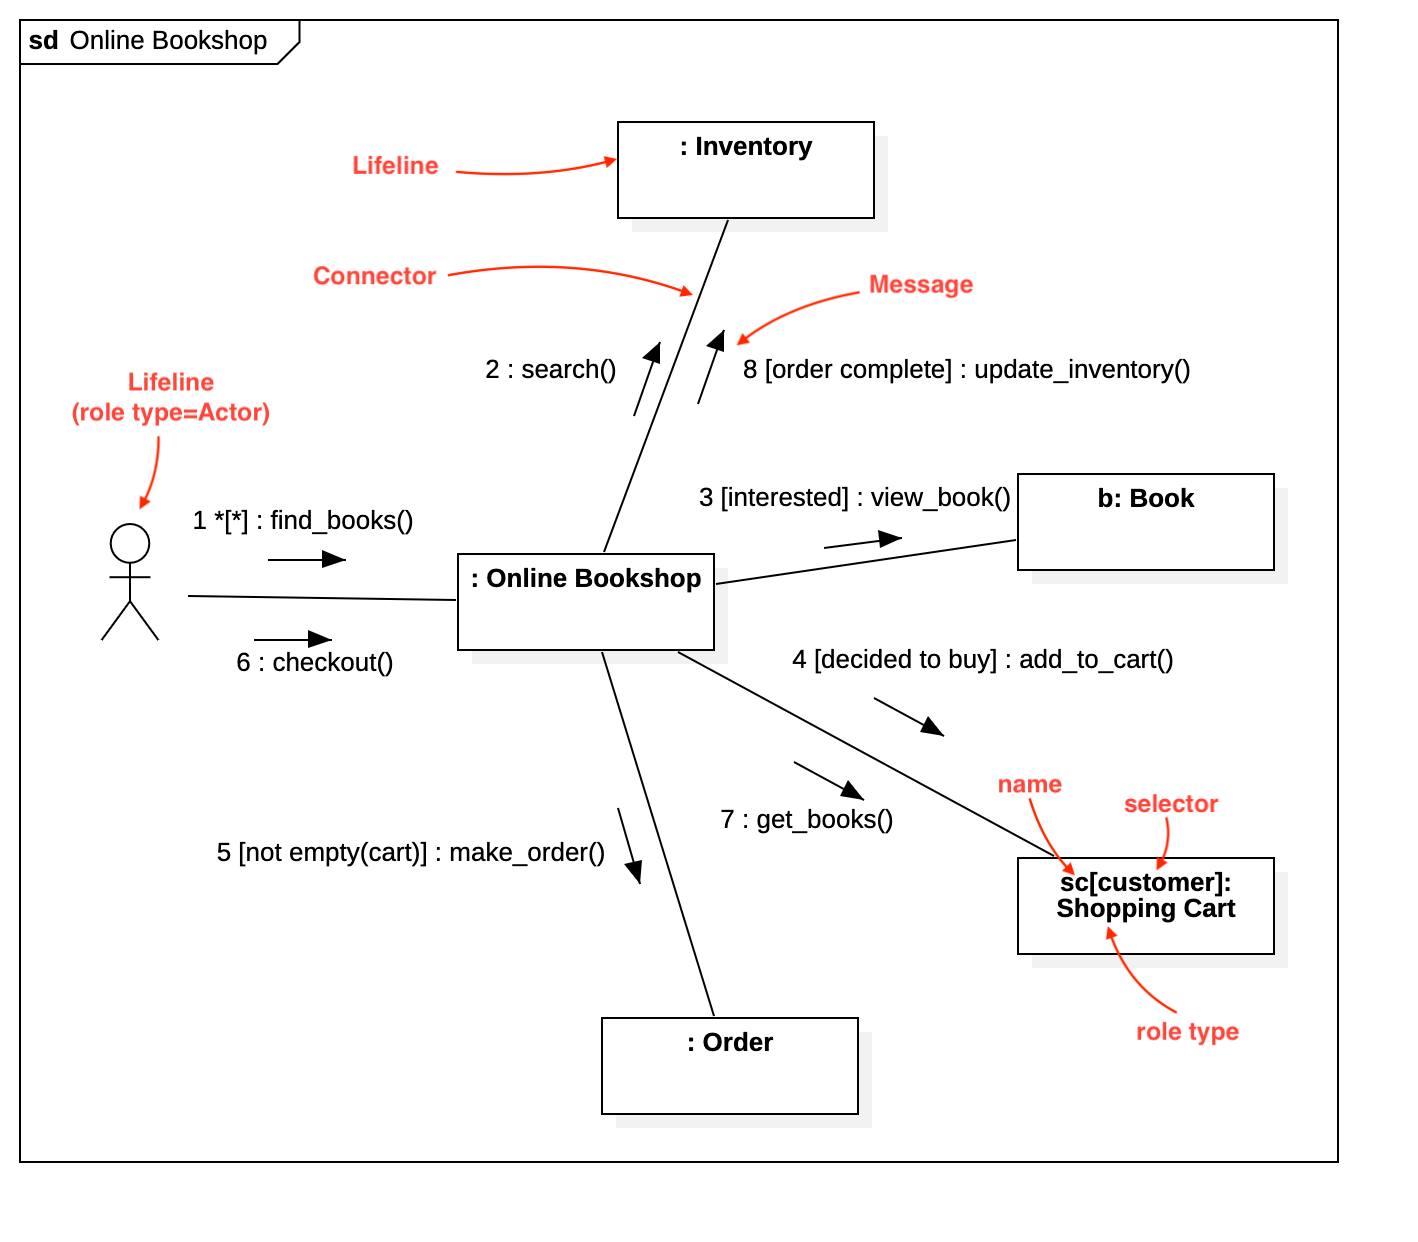 sd Online Bookshop
: Inventory
Lifeline
Connector
Message
2 : search()
8 [order complete] : update_inventory()
Lifeline
(role type=Actor)
3 [interested] : view_book()
b: Book
1 *[*] : find_books()
: Online Bookshop
6 : checkout()
4 [decided to buy] : add_to_cart()
name
selector
7 : get_books()
5 [not empty(cart)] : make_order()
sc[customer]:
Shopping Cart
role type
: Order